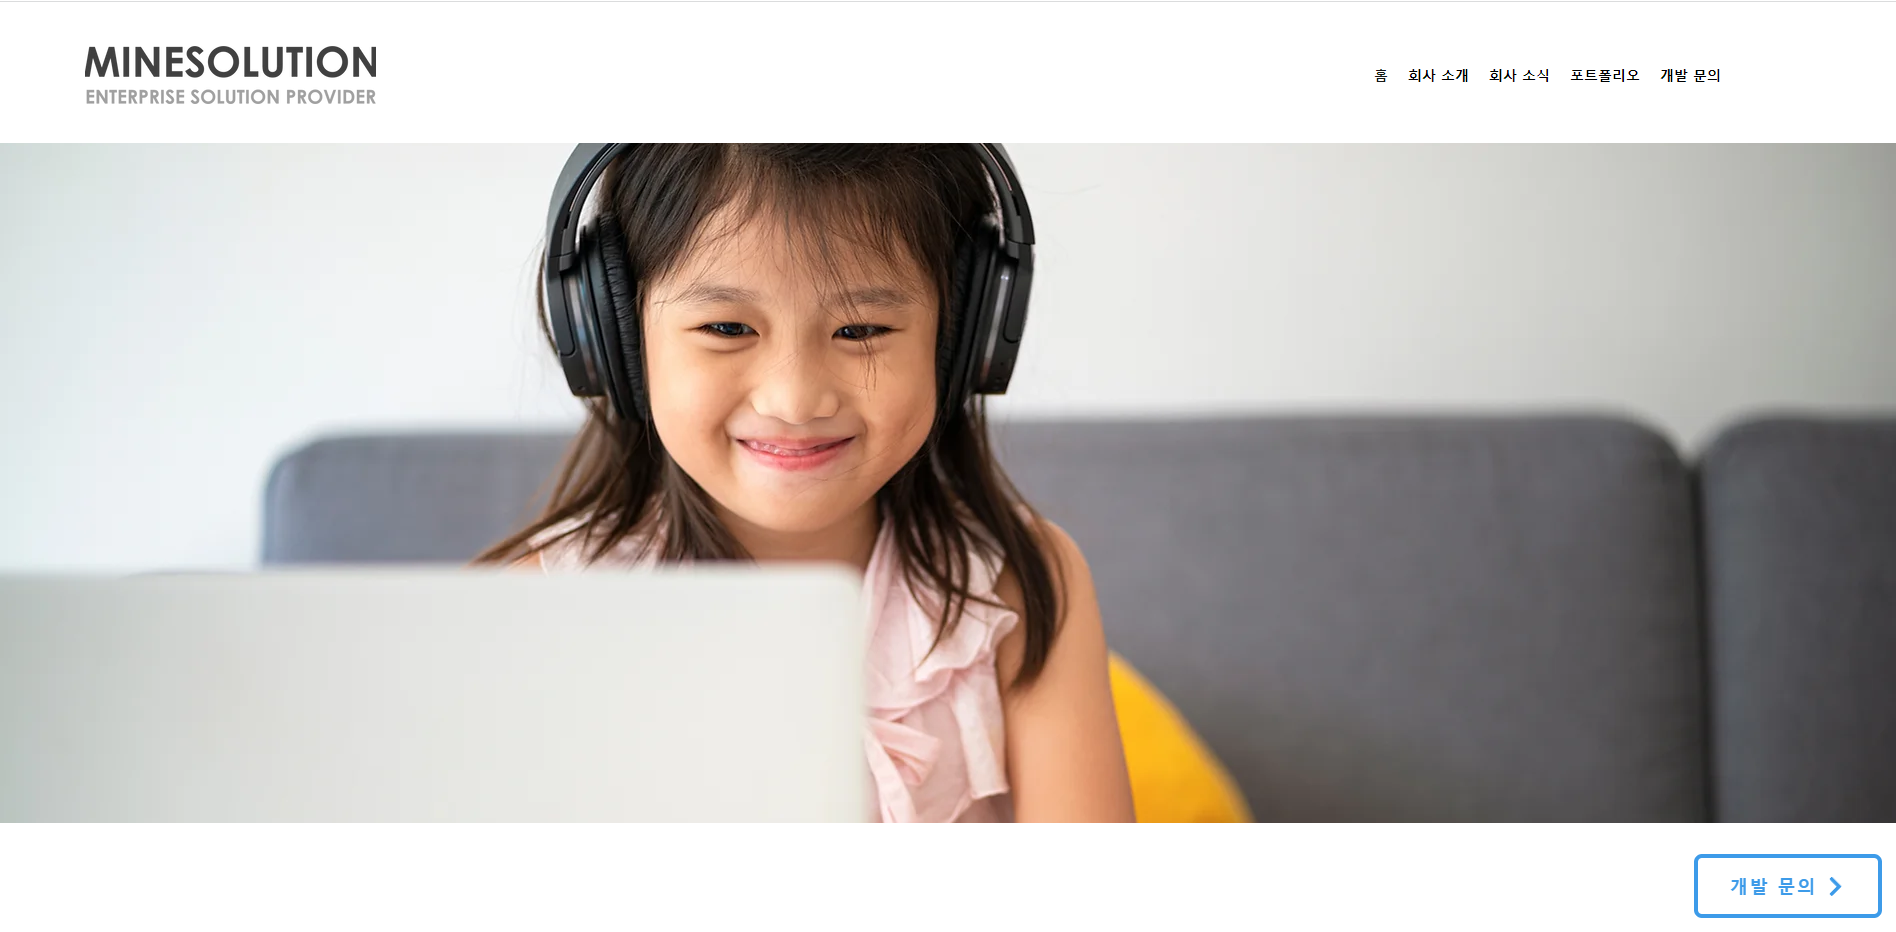 MINESOLUTION
ENTERPRISE SOLUTION PROVIDER
홈 회사 소개 회사 소식 포트폴리오 개발 문의
개발 문의